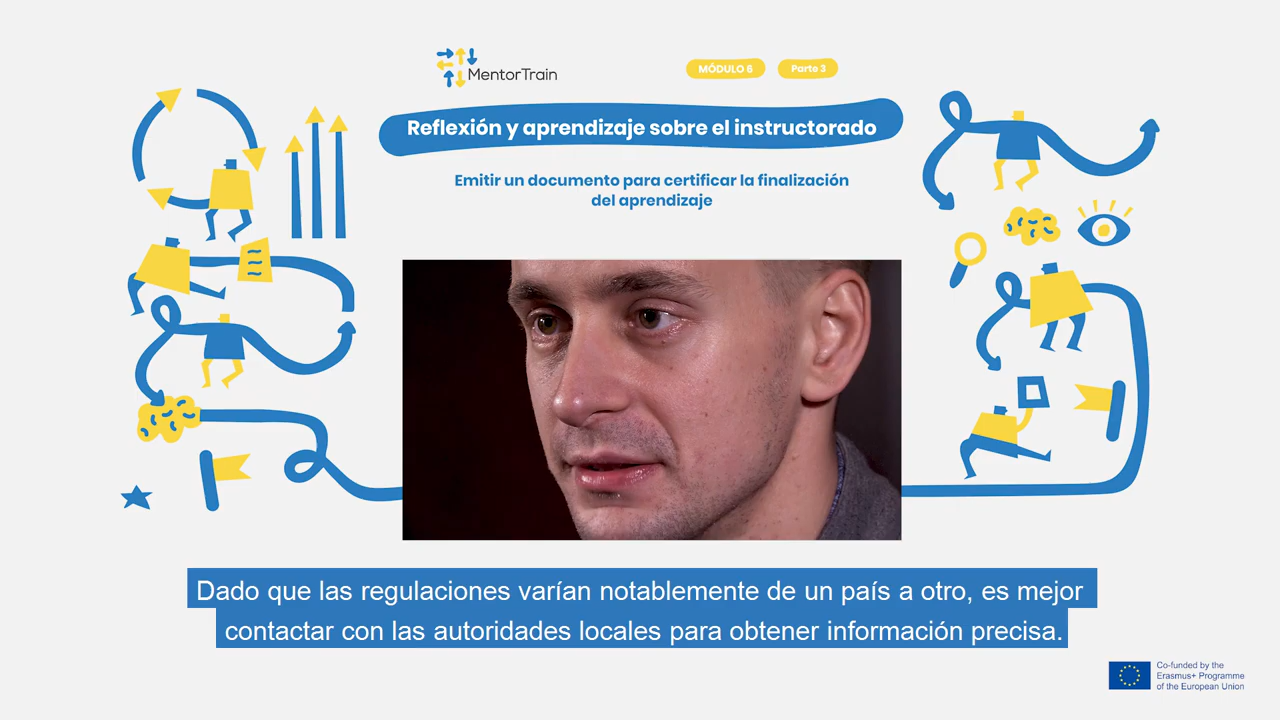 MentorTrain
MÓDULO 6
Parte 3
Reflexión y aprendizaje sobre el instructorado
Emitir un documento para certificar la finalización
del aprendizaje
Dado que las regulaciones varían notablemente de un país a otro, es mejor
contactar con las autoridades locales para obtener información precisa.
Co-funded by the
Erasmus+ Programme
of the European Union